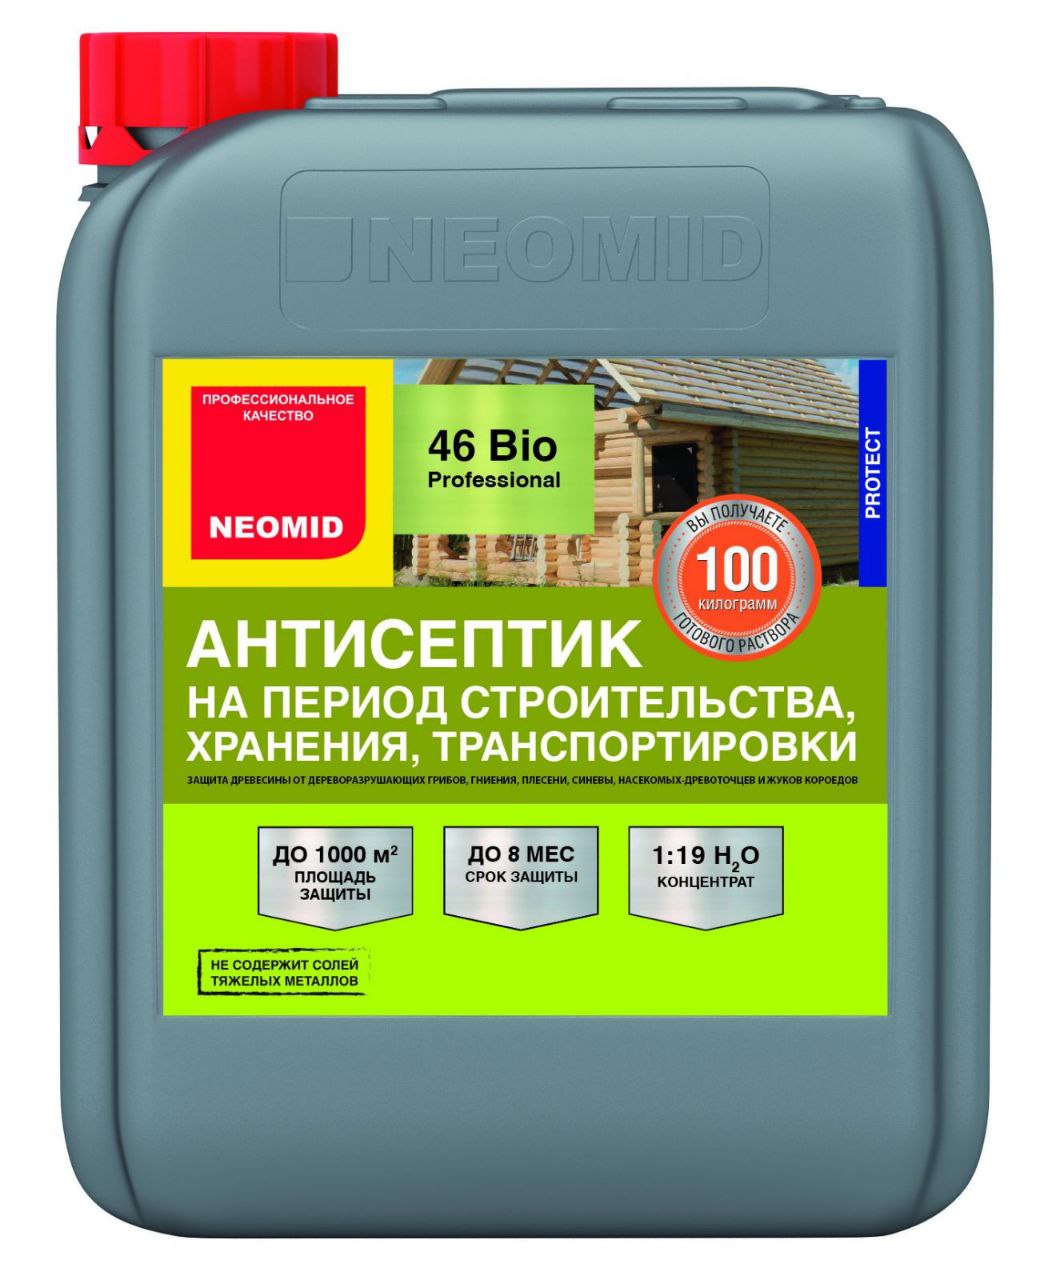 NEOMID
ПРОФЕССИОНАЛЬНОЕ
КАЧЕСТВО
NEOMID
46 Bio
Professional
PROTECT
ВЫ ПОЛУЧАЕТЕ
100
килограмм
ГОТОВОГО РАСТВОРА
АНТИСЕПТИК
НА ПЕРИОД СТРОИТЕЛЬСТВА,
ХРАНЕНИЯ, ТРАНСПОРТИРОВКИ
ЗАЩИТА ДРЕВЕСИНЫ ОТ ДЕРЕВОРАЗРУШАЮЩИХ ГРИБОВ, ГНИЕНИЯ, ПЛЕСЕНИ, СИНЕВЫ, НАСЕКОМЫХ-ДРЕВОТОЧЦЕВ И ЖУКОВ КОРОЕДОВ
ДО 1000 м²
ПЛОЩАДЬ
ЗАЩИТЫ
ДО 8 МЕС
СРОК ЗАЩИТЫ
1:19 H₂O
КОНЦЕНТРАТ
НЕ СОДЕРЖИТ СОЛЕЙ
ТЯЖЕЛЫХ МЕТАЛЛОВ